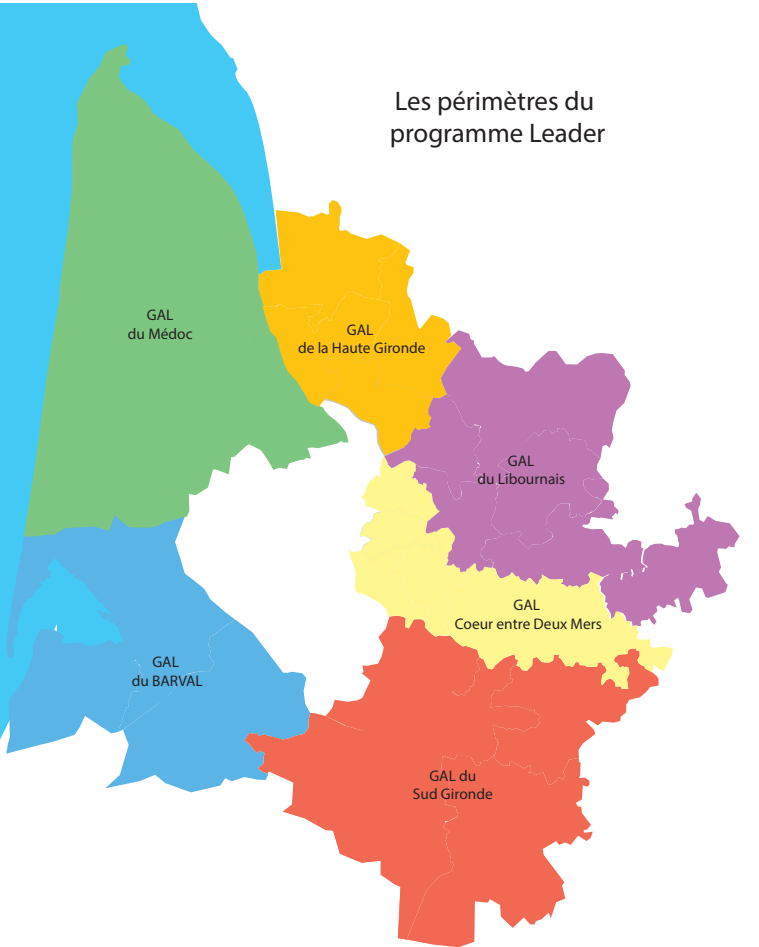 Les périmètres du
programme Leader
GAL
du Médoc
GAL
de la Haute Gironde
GAL
du Libournais
GAL
Coeur entre Deux Mers
GAL
du BARVAL
GAL du
Sud Gironde